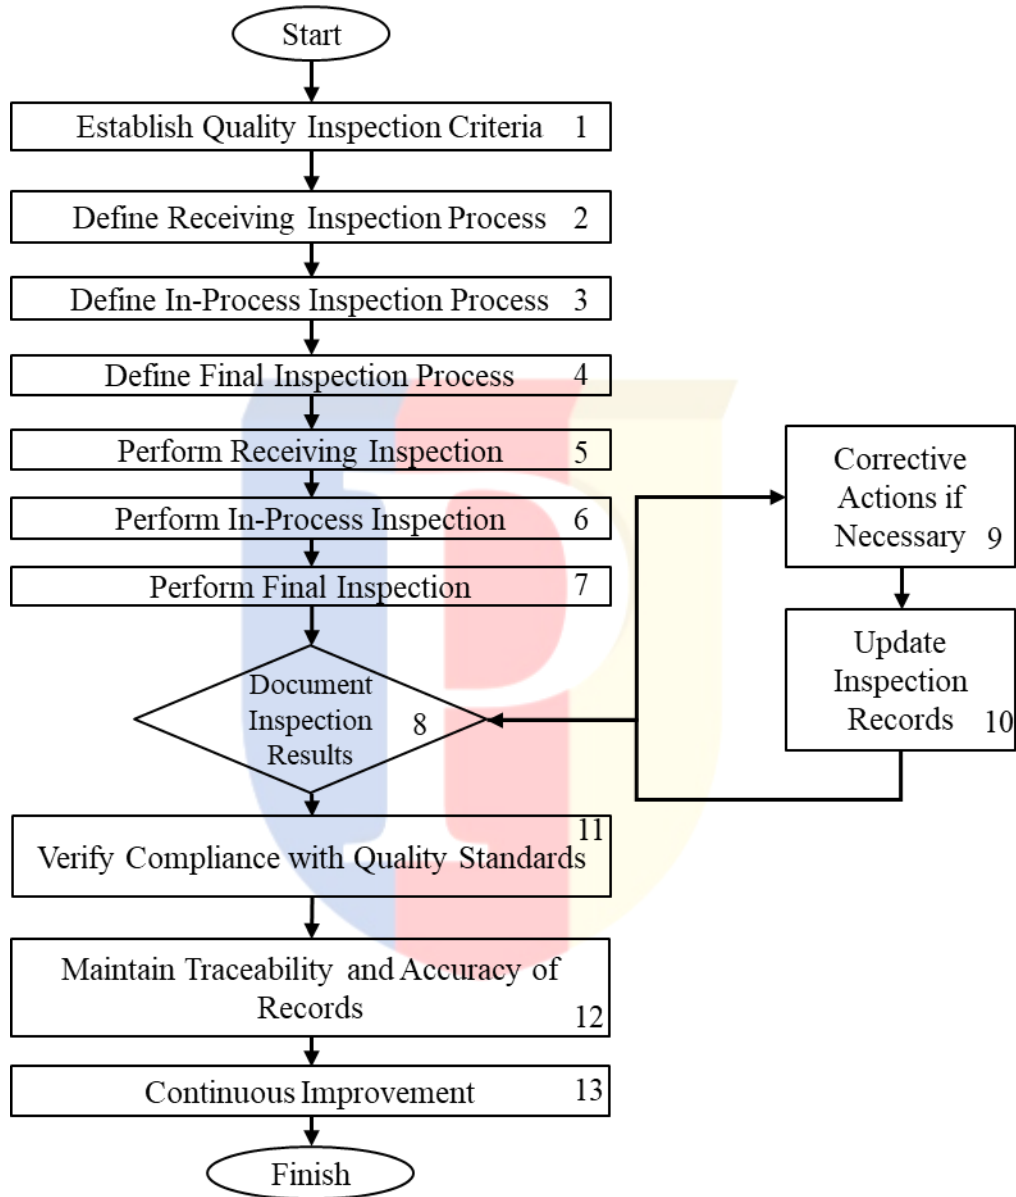 Start
Establish Quality Inspection Criteria 1
Define Receiving Inspection Process 2
Define In-Process Inspection Process 3
Define Final Inspection Process 4
Perform Receiving Inspection 5
Perform In-Process Inspection 6
Perform Final Inspection 7
Document
Inspection
Results
8
Corrective
Actions if
Necessary 9
Update
Inspection
Records 10
11
Verify Compliance with Quality Standards
Maintain Traceability and Accuracy of
Records 12
Continuous Improvement 13
Finish